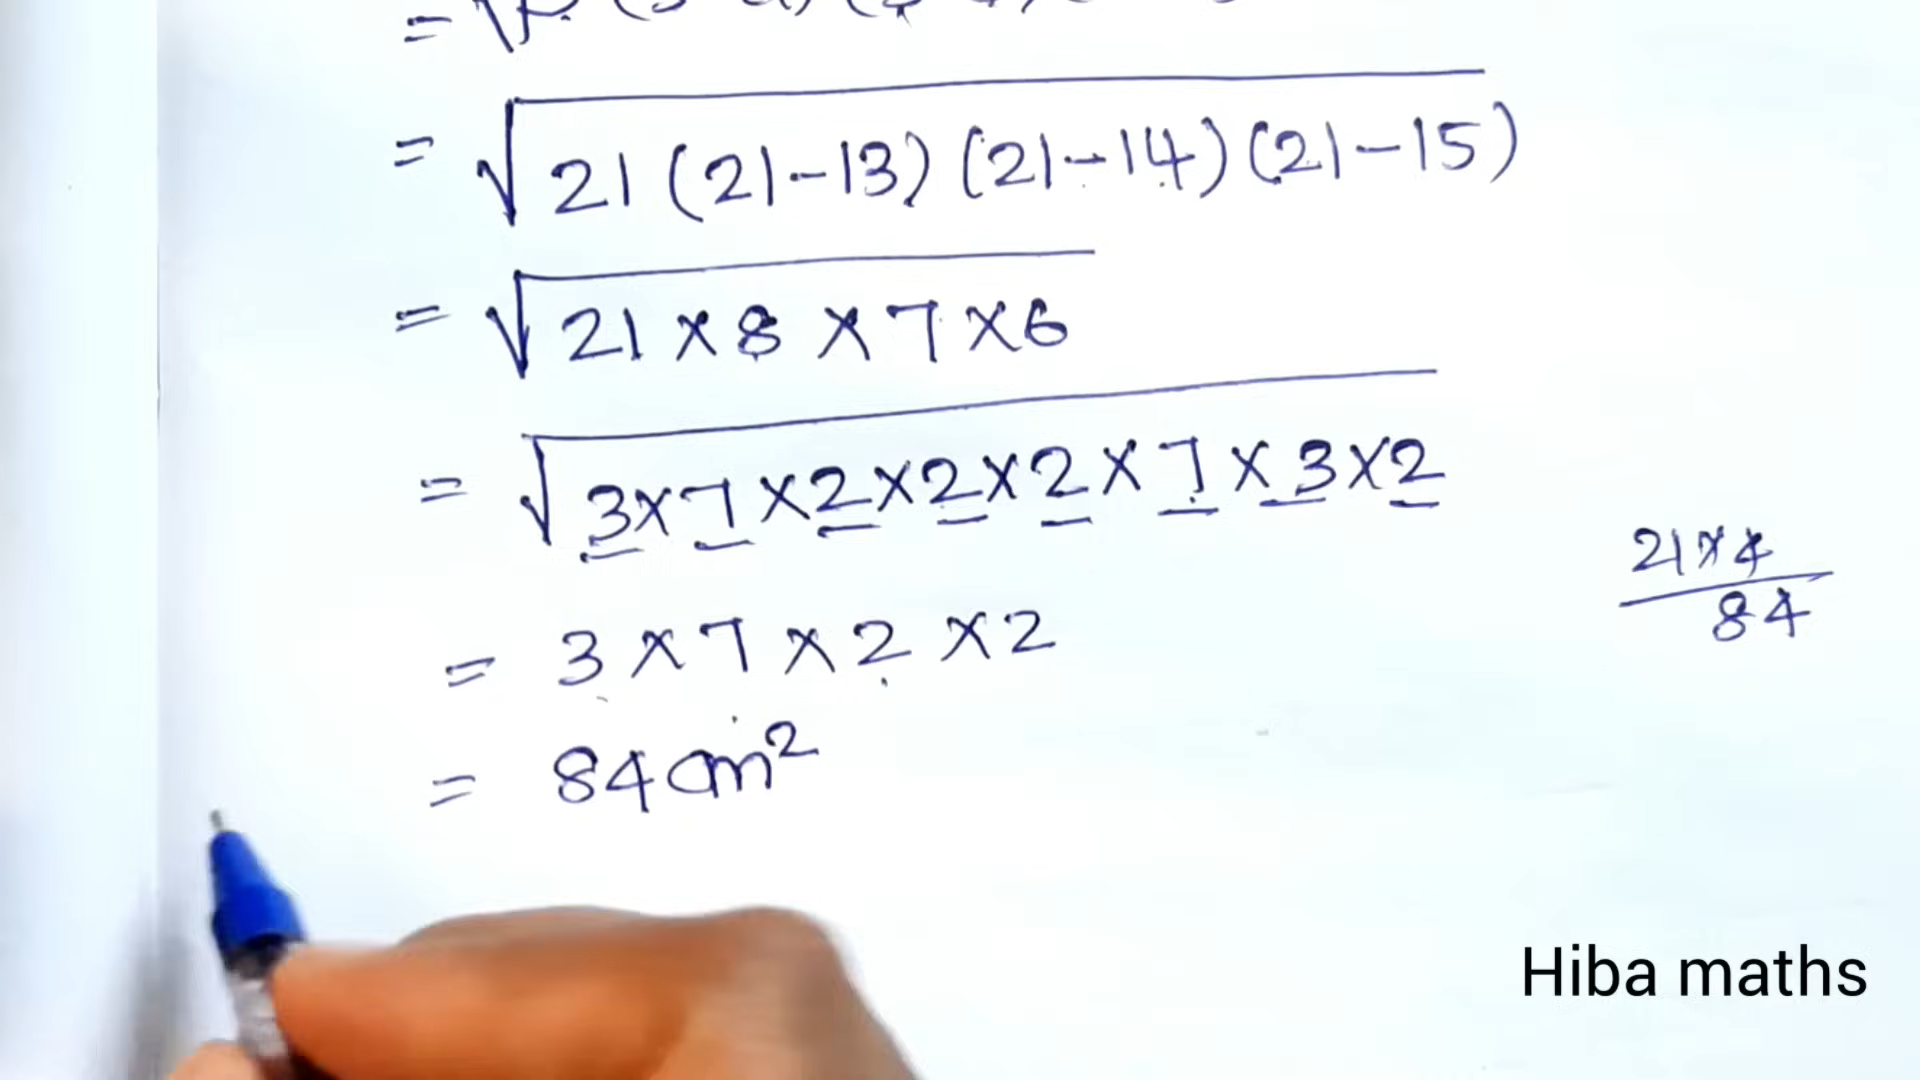 = √21 (21-13) (21-14) (21-15)
= √21 × 8 × 7 × 6
= √3×7×2×2×2×7×3×2
= 3 × 7 × 2 × 2
= 84 cm²
21×4
84
Hiba maths